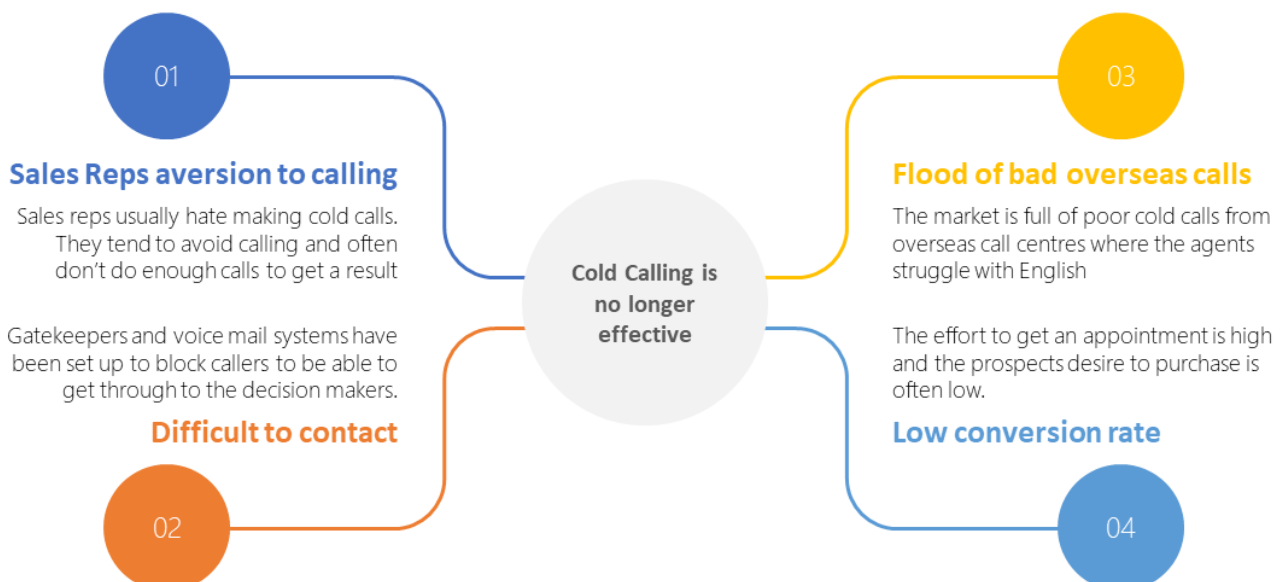 01
Sales Reps aversion to calling
Sales reps usually hate making cold calls.
They tend to avoid calling and often
don't do enough calls to get a result
Gatekeepers and voice mail systems have
been set up to block callers to be able to
get through to the decision makers.
Difficult to contact
02
Cold Calling is
no longer
effective
03
Flood of bad overseas calls
The market is full of poor cold calls from
overseas call centres where the agents
struggle with English
The effort to get an appointment is high
and the prospects desire to purchase is
often low.
Low conversion rate
04